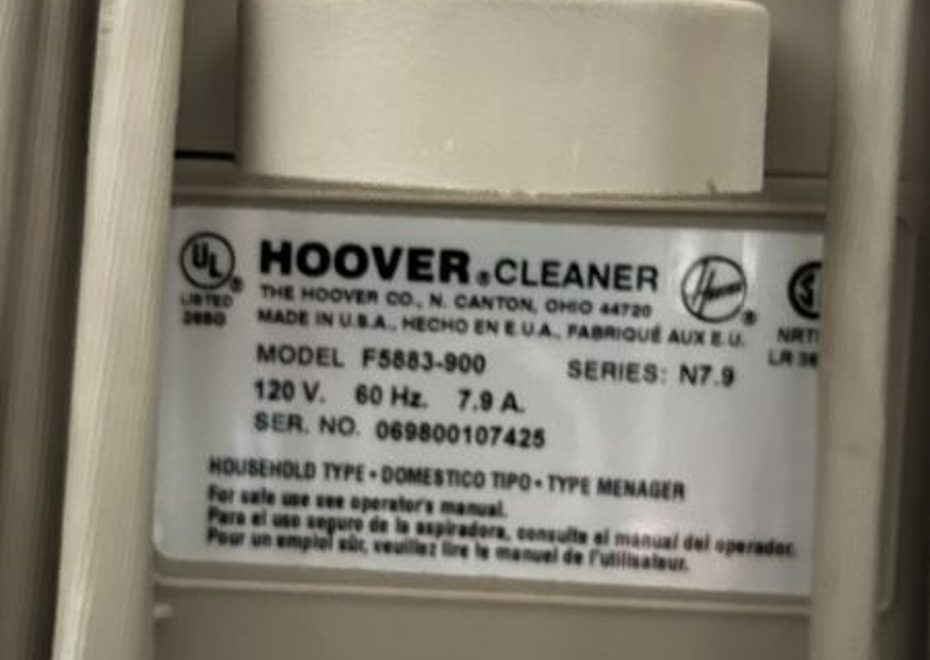 UL ® HOOVER® CLEANER Hoover ®
LISTED THE HOOVER CO., N. CANTON, OHIO 44720
MADE IN U.S.A., HECHO EN E.U.A., FABRIQUÉ AUX E.U.
LR
MODEL F5883-900 SERIES: N7.9
120 V. 60 Hz. 7.9 A.
SER. NO. 069800107425
HOUSEHOLD TYPE • DOMESTICO TIPO • TYPE MENAGER
For safe use see operator's manual.
Para el uso seguro de la aspiradora, consulte el manual del operador.
Pour un emploi sûr, veuillez lire le manuel de l'utilisateur.